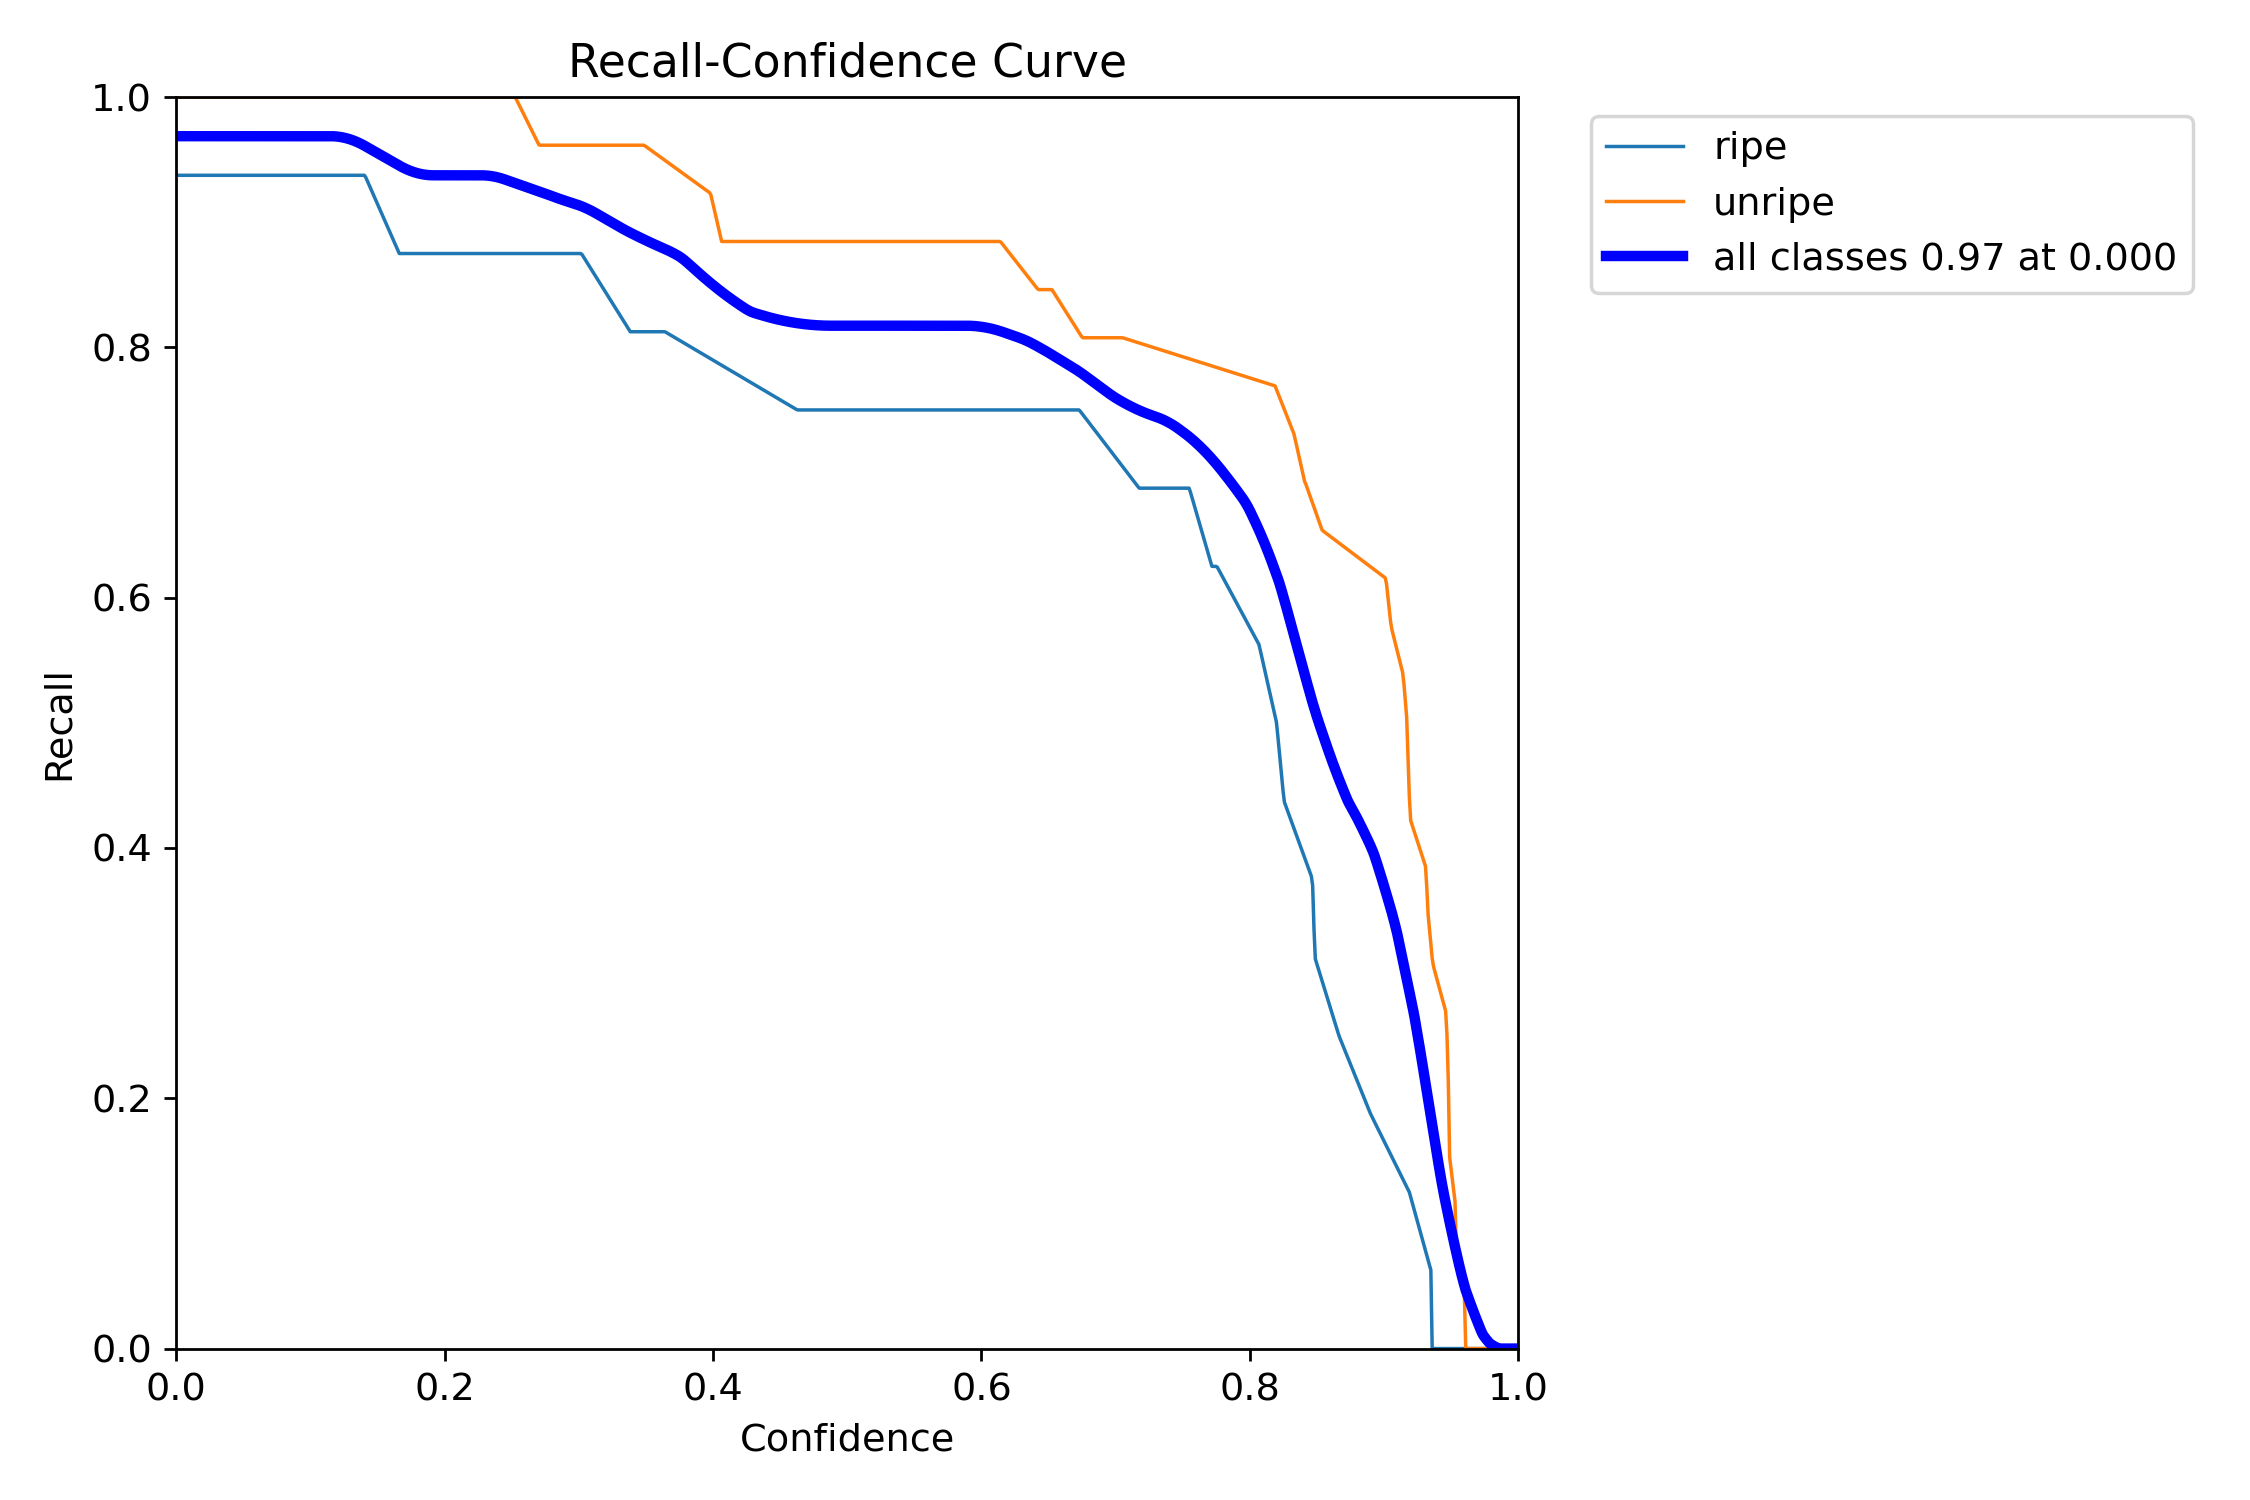 Recall-Confidence Curve
1.0
0.8
0.6
0.4
0.2
0.0
Recall
0.0 0.2 0.4 0.6 0.8 1.0
Confidence
ripe
unripe
all classes 0.97 at 0.000